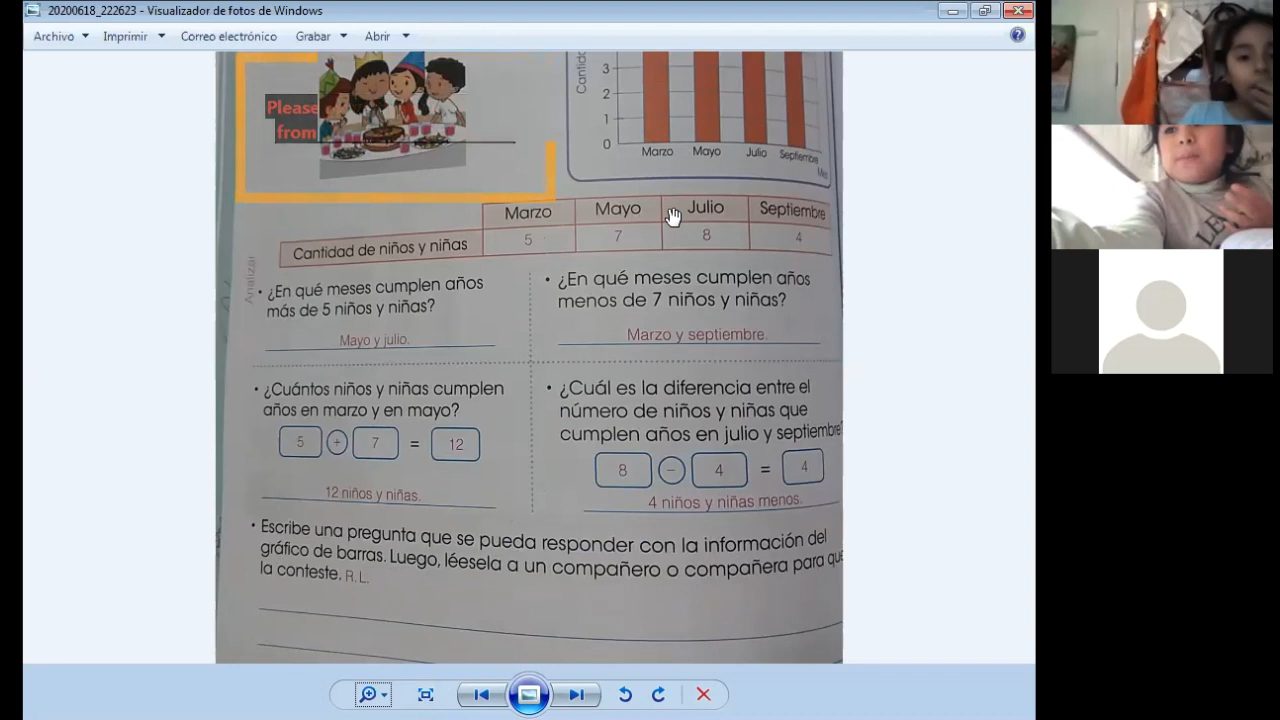 20200618_222623 - Visualizador de fotos de Windows
Archivo Imprimir Correo electrónico Grabar Abrir
Please
from
3
2
1
0
Marzo Mayo Julio Septiembre
Marzo Mayo Julio Septiembre
Cantidad de niños y niñas 5 7 8 4
Analizar
• ¿En qué meses cumplen años
más de 5 niños y niñas?
Mayo y julio.
• ¿En qué meses cumplen años
menos de 7 niños y niñas?
Marzo y septiembre.
• ¿Cuántos niños y niñas cumplen
años en marzo y en mayo?
5 + 7 = 12
12 niños y niñas.
• ¿Cuál es la diferencia entre el
número de niños y niñas que
cumplen años en julio y septiembre?
8 - 4 = 4
4 niños y niñas menos.
• Escribe una pregunta que se pueda responder con la información del
gráfico de barras. Luego, léesela a un compañero o compañera para que
la conteste. R.L.